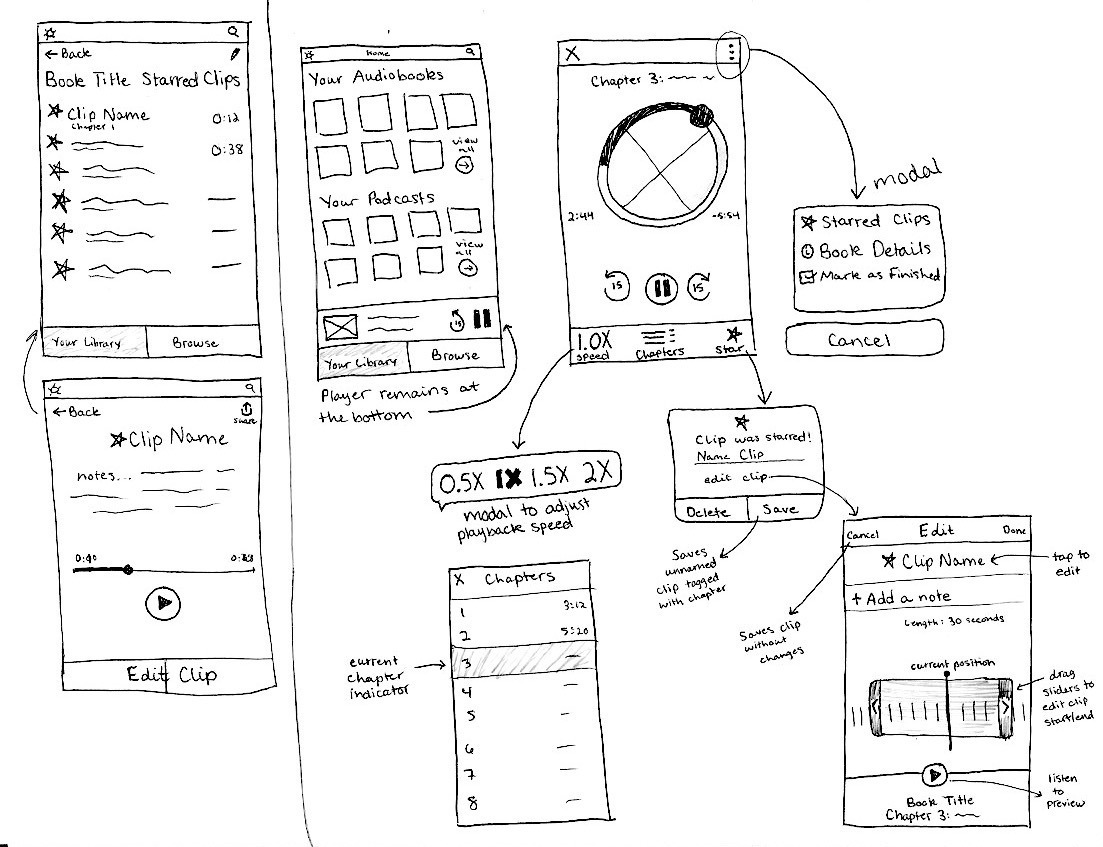 ← Back
Book Title Starred Clips
Clip Name 0:12
Chapter 1
0:38
Your Library Browse
← Back
share
Clip Name
notes...
0:40
Edit Clip
Home
Your Audiobooks
view all
Your Podcasts
view all
15
Your Library Browse
Player remains at
the bottom
X
Chapter 3:
2:44 -5:54
15 15
1.0X
speed Chapters Star
modal
Starred Clips
Book Details
Mark as Finished
Cancel
0.5X 1X 1.5X 2X
modal to adjust
playback speed
Clip was starred!
Name Clip
edit clip
Delete Save
Saves
unnamed
clip tagged
with chapter
X Chapters
1 3:12
2 5:20
3
4
5
6
7
8
current
chapter
indicator
Cancel Edit Done
Clip Name
tap to
edit
+ Add a note
Length: 30 seconds
Saves clip
without
changes
current position
drag
sliders to
edit clip
start/end
listen
to
preview
Book Title
Chapter 3: